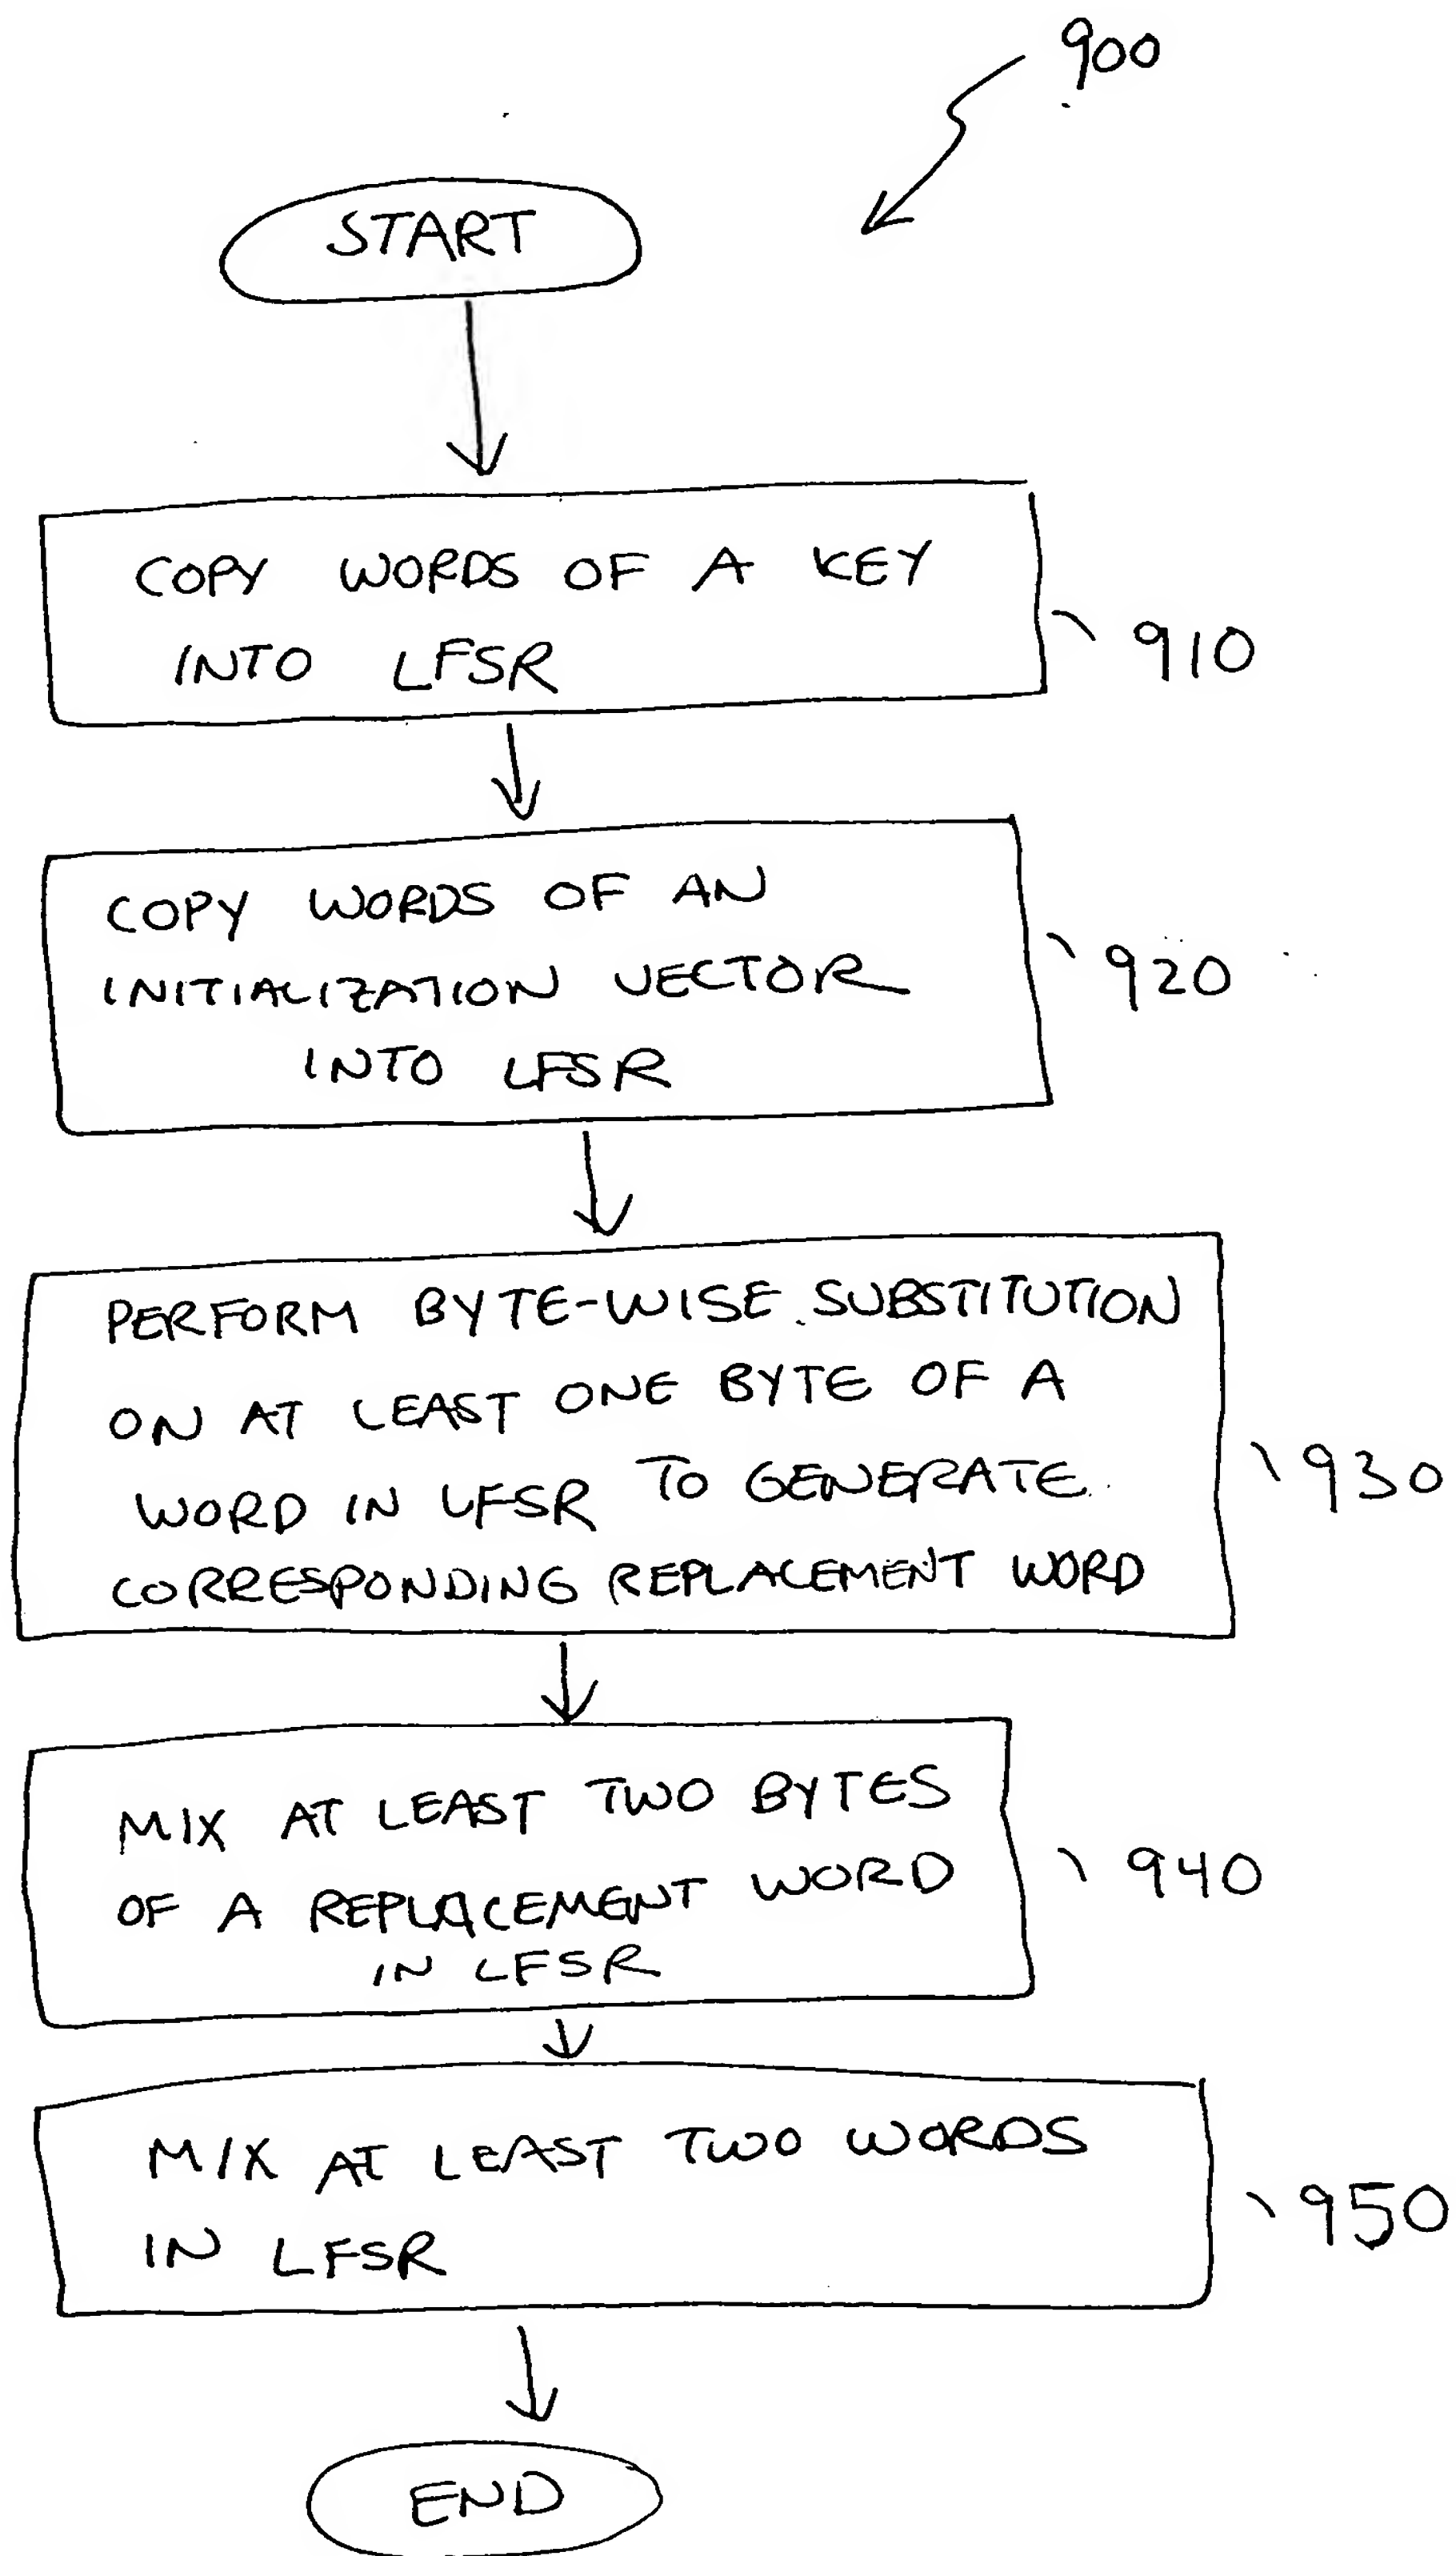 900
START
COPY WORDS OF A KEY
INTO LFSR
910
COPY WORDS OF AN
INITIALIZATION VECTOR
INTO LFSR
920
PERFORM BYTE-WISE SUBSTITUTION
ON AT LEAST ONE BYTE OF A
WORD IN LFSR TO GENERATE
CORRESPONDING REPLACEMENT WORD
930
MIX AT LEAST TWO BYTES
OF A REPLACEMENT WORD
IN LFSR
940
MIX AT LEAST TWO WORDS
IN LFSR
950
END